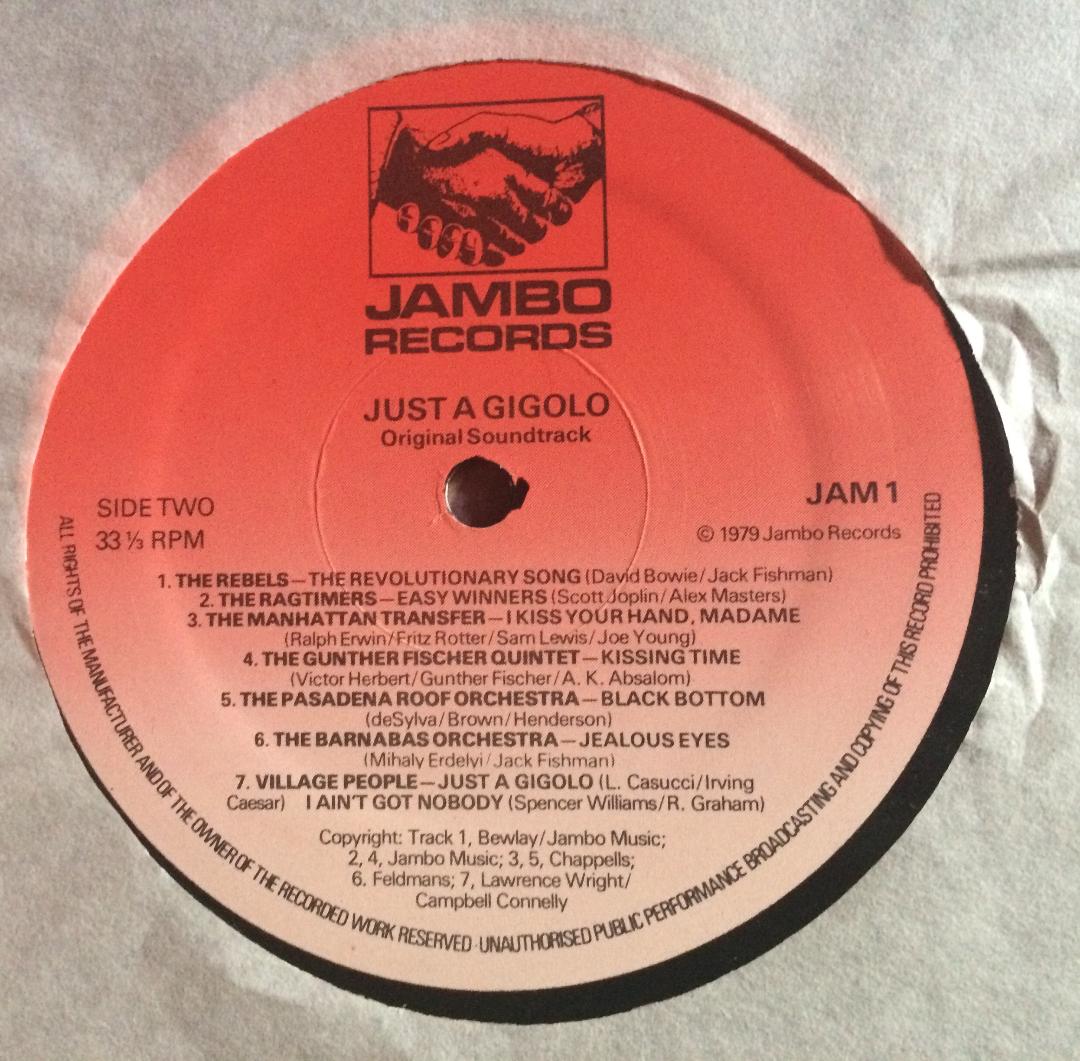 JAMBO
RECORDS
JUST A GIGOLO
Original Soundtrack
SIDE TWO
33 ⅓ RPM
JAM 1
© 1979 Jambo Records
1. THE REBELS—THE REVOLUTIONARY SONG (David Bowie/Jack Fishman)
2. THE RAGTIMERS—EASY WINNERS (Scott Joplin/Alex Masters)
3. THE MANHATTAN TRANSFER—I KISS YOUR HAND, MADAME
(Ralph Erwin/Fritz Rotter/Sam Lewis/Joe Young)
4. THE GUNTHER FISCHER QUINTET—KISSING TIME
(Victor Herbert/Gunther Fischer/A. K. Absalom)
5. THE PASADENA ROOF ORCHESTRA—BLACK BOTTOM
(deSylva/Brown/Henderson)
6. THE BARNABAS ORCHESTRA—JEALOUS EYES
(Mihaly Erdelyi/Jack Fishman)
7. VILLAGE PEOPLE—JUST A GIGOLO (L. Casucci/Irving
Caesar) I AIN'T GOT NOBODY (Spencer Williams/R. Graham)
Copyright: Track 1, Bewlay/Jambo Music;
2, 4, Jambo Music; 3, 5, Chappells;
6. Feldmans; 7, Lawrence Wright/
Campbell Connelly
ALL RIGHTS OF THE MANUFACTURER AND OF THE OWNER OF THE RECORDED WORK RESERVED · UNAUTHORISED PUBLIC PERFORMANCE BROADCASTING AND COPYING OF THIS RECORD PROHIBITED